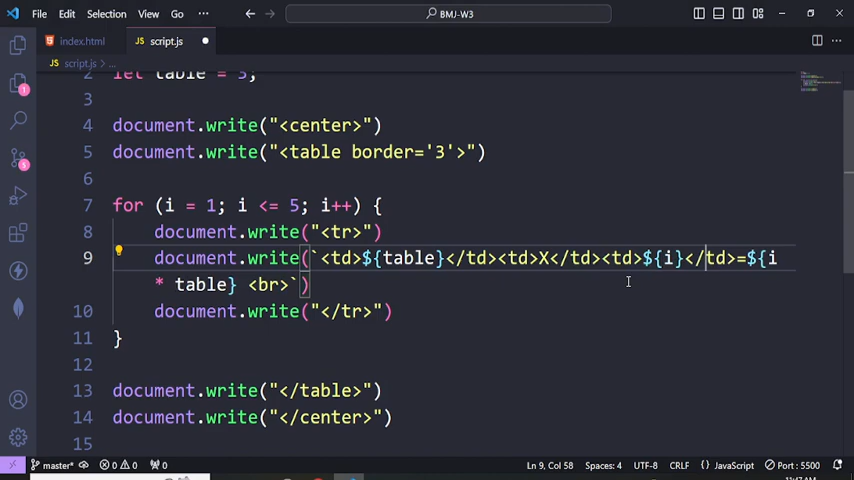 File Edit Selection View Go ··· BMJ-W3
index.html JS script.js
JS script.js > ...
2 let table = 3;
3
4 document.write("<center>")
5 document.write("<table border='3'>")
6
7 for (i = 1; i <= 5; i++) {
8 document.write("<tr>")
9 document.write(`<td>${table}</td><td>X</td><td>${i}</td>=${i
* table} <br>`)
10 document.write("</tr>")
11 }
12
13 document.write("</table>")
14 document.write("</center>")
15
1
5
master* 0 0 0 Ln 9, Col 58 Spaces: 4 UTF-8 CRLF {} JavaScript Port : 5500